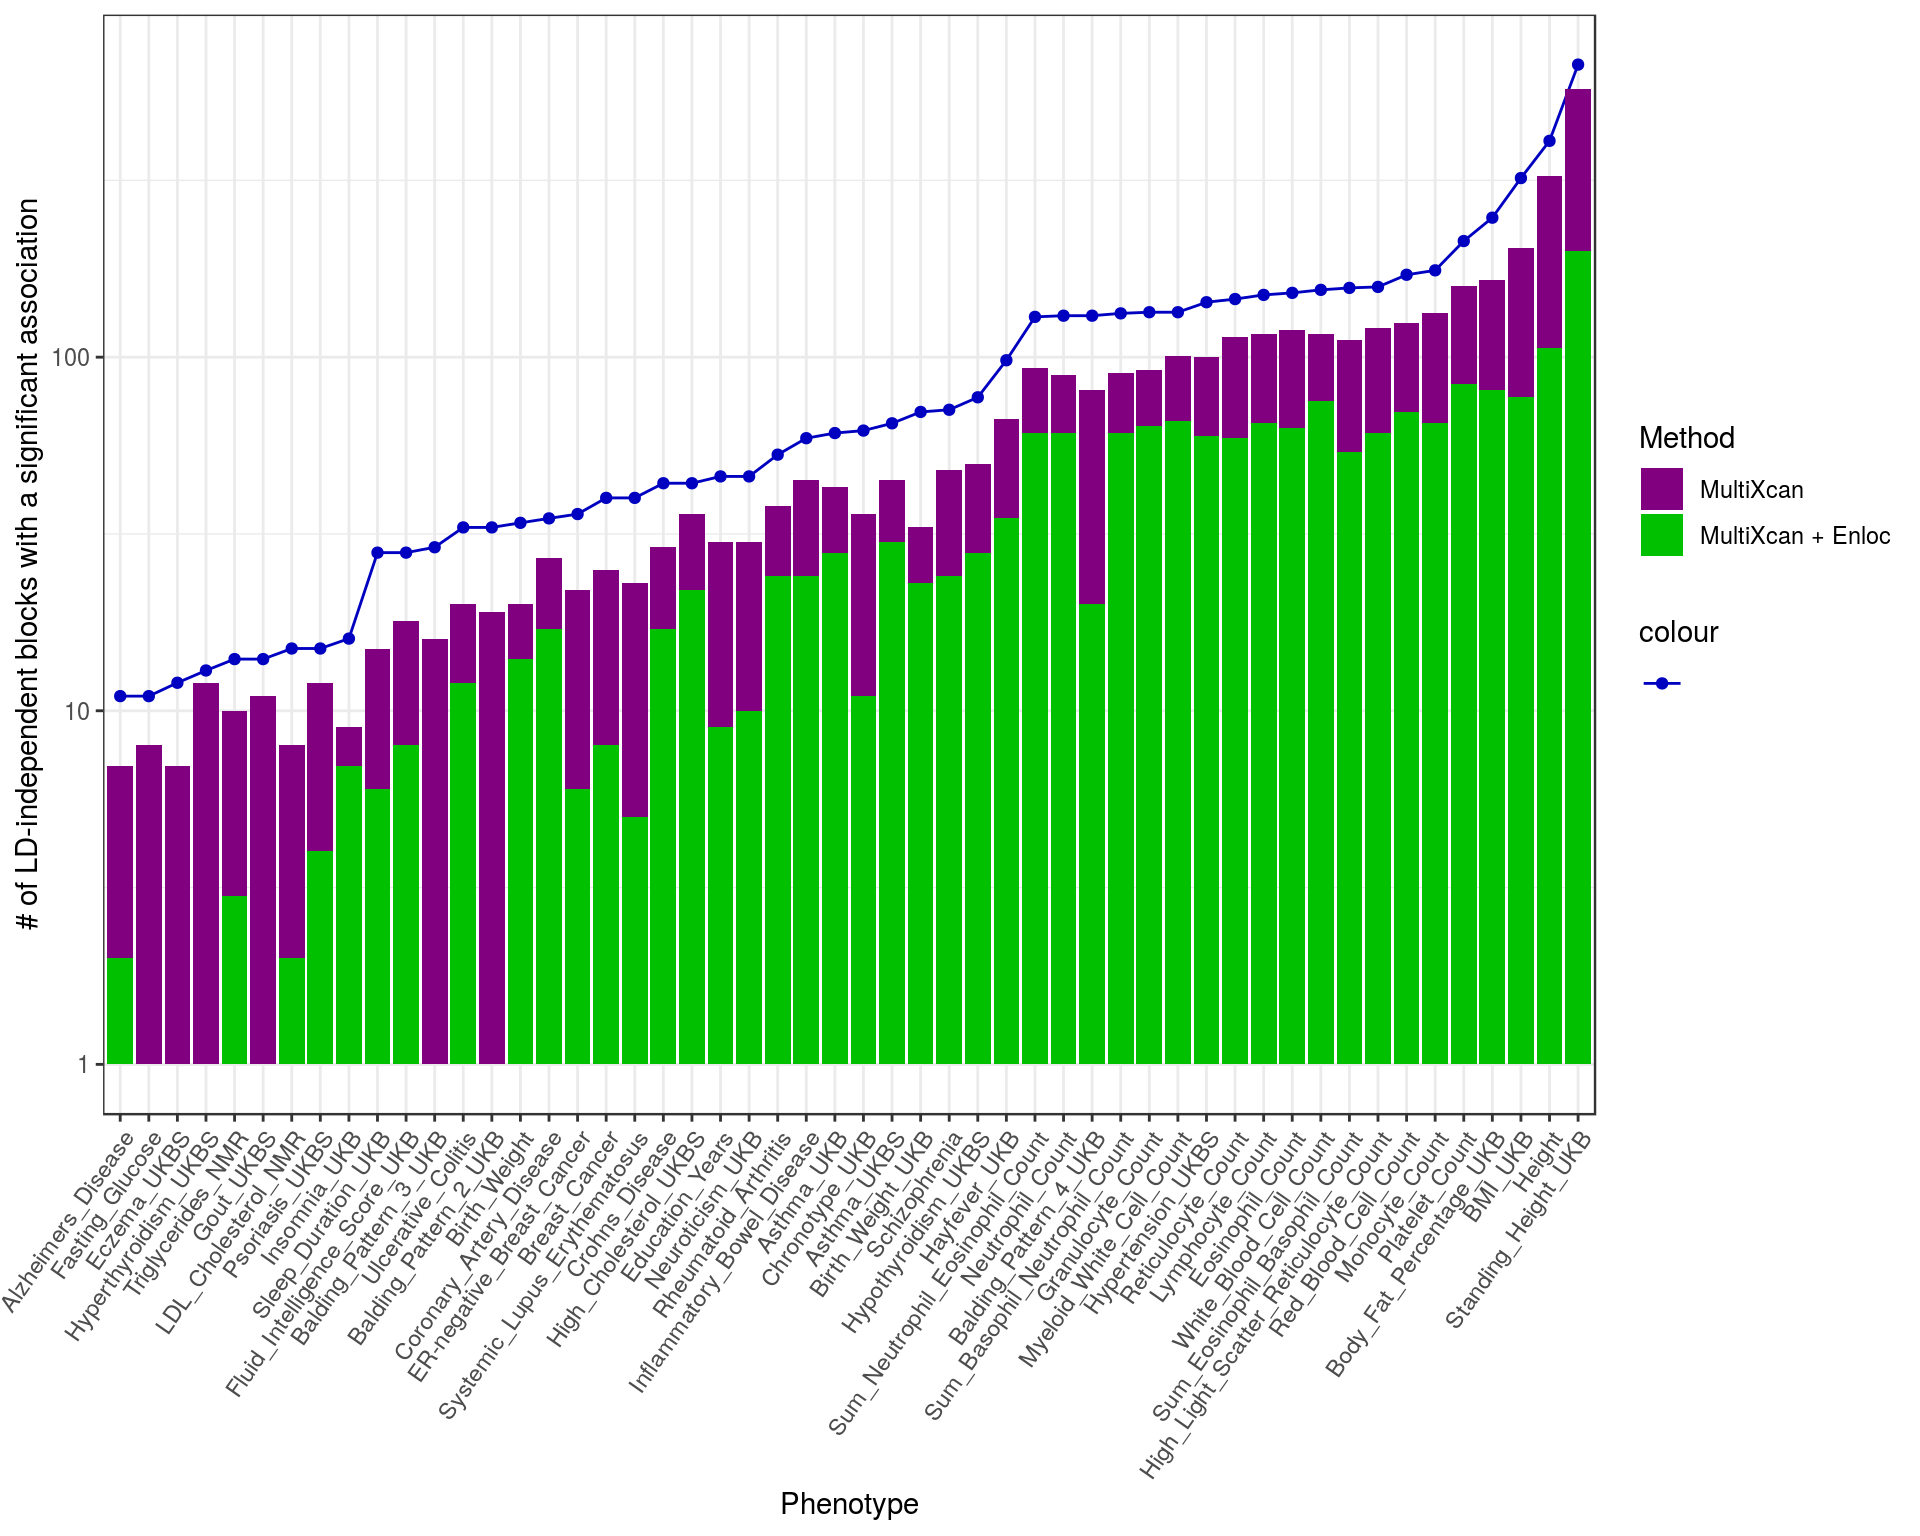 # of LD-independent blocks with a significant association
100
10
1
Alzheimers_Disease
Fasting_Glucose
Eczema_UKBS
Hyperthyroidism_UKBS
Triglycerides_NMR
Gout_UKBS
LDL_Cholesterol_NMR
Psoriasis_UKBS
Insomnia_UKB
Sleep_Duration_UKB
Fluid_Intelligence_Score_UKB
Balding_Pattern_3_UKB
Ulcerative_Colitis
Balding_Pattern_2_UKB
Birth_Weight
Coronary_Artery_Disease
ER-negative_Breast_Cancer
Breast_Cancer
Systemic_Lupus_Erythematosus
Crohns_Disease
High_Cholesterol_UKBS
Education_Years
Neuroticism_UKB
Rheumatoid_Arthritis
Inflammatory_Bowel_Disease
Asthma_UKB
Chronotype_UKB
Asthma_UKBS
Birth_Weight_UKB
Schizophrenia
Hypothyroidism_UKBS
Hayfever_UKB
Sum_Neutrophil_Eosinophil_Count
Neutrophil_Count
Balding_Pattern_4_UKB
Sum_Basophil_Neutrophil_Count
Granulocyte_Count
Myeloid_White_Cell_Count
Hypertension_UKBS
Reticulocyte_Count
Lymphocyte_Count
Eosinophil_Count
White_Blood_Cell_Count
Sum_Eosinophil_Basophil_Count
High_Light_Scatter_Reticulocyte_Count
Red_Blood_Cell_Count
Monocyte_Count
Platelet_Count
Body_Fat_Percentage_UKB
BMI_UKB
Height
Standing_Height_UKB
Phenotype
Method
MultiXcan
MultiXcan + Enloc
colour